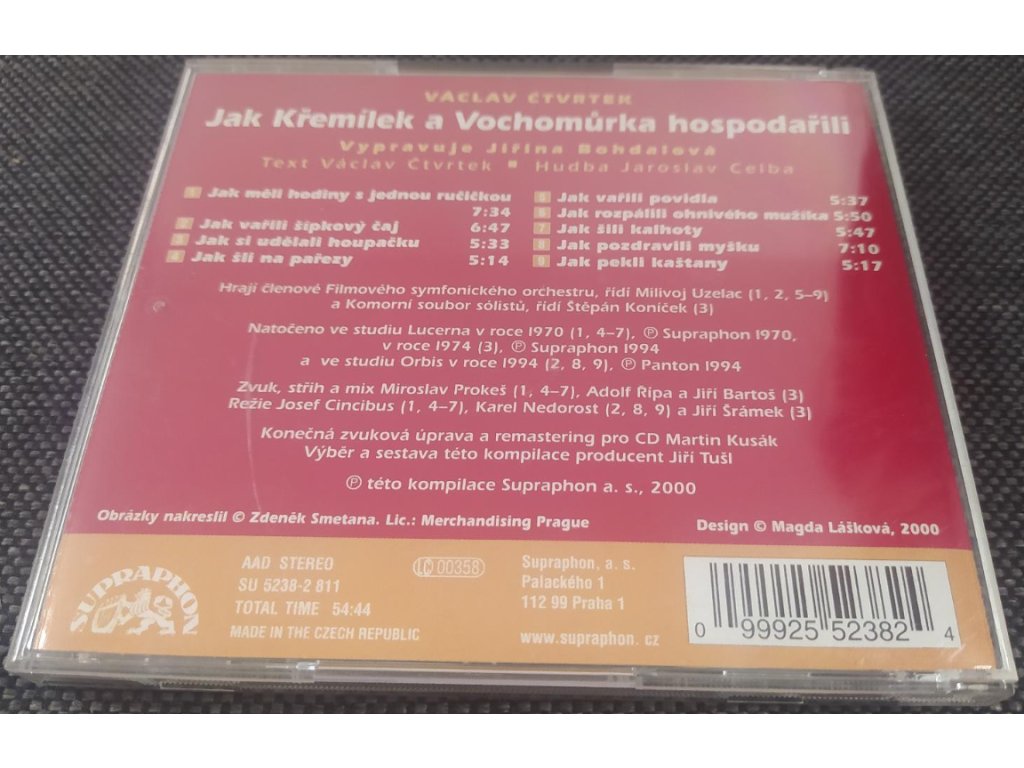 VÁCLAV ČTVRTEK
Jak Křemílek a Vochomůrka hospodařili
Vypravuje Jiřina Bohdalová
Text Václav Čtvrtek ■ Hudba Jaroslav Celba
1 Jak měli hodiny s jednou ručičkou 7:34
2 Jak vařili šípkový čaj 6:47
3 Jak si udělali houpačku 5:33
4 Jak šli na pařezy 5:14
5 Jak vařili povidla 5:37
6 Jak rozpálili ohnivého mužíka 5:50
7 Jak šili kalhoty 5:47
8 Jak pozdravili myšku 7:10
9 Jak pekli kaštany 5:17
Hrají členové Filmového symfonického orchestru, řídí Milivoj Uzelac (1, 2, 5–9)
a Komorní soubor sólistů, řídí Štěpán Koníček (3)
Natočeno ve studiu Lucerna v roce 1970 (1, 4–7), ℗ Supraphon 1970,
v roce 1974 (3), ℗ Supraphon 1994
a ve studiu Orbis v roce 1994 (2, 8, 9), ℗ Panton 1994
Zvuk, střih a mix Miroslav Prokeš (1, 4–7), Adolf Řípa a Jiří Bartoš (3)
Režie Josef Cincibus (1, 4-7), Karel Nedorost (2, 8, 9) a Jiří Šrámek (3)
Konečná zvuková úprava a remastering pro CD Martin Kusák
Výběr a sestava této kompilace producent Jiří Tušl
℗ této kompilace Supraphon a. s., 2000
Obrázky nakreslil © Zdeněk Smetana. Lic.: Merchandising Prague
Design © Magda Lášková, 2000
SUPRAPHON
AAD STEREO
SU 5238-2 811
TOTAL TIME 54:44
MADE IN THE CZECH REPUBLIC
LC 00358
Supraphon, a. s.
Palackého 1
112 99 Praha 1
www.supraphon. cz
0 99925 52382 4